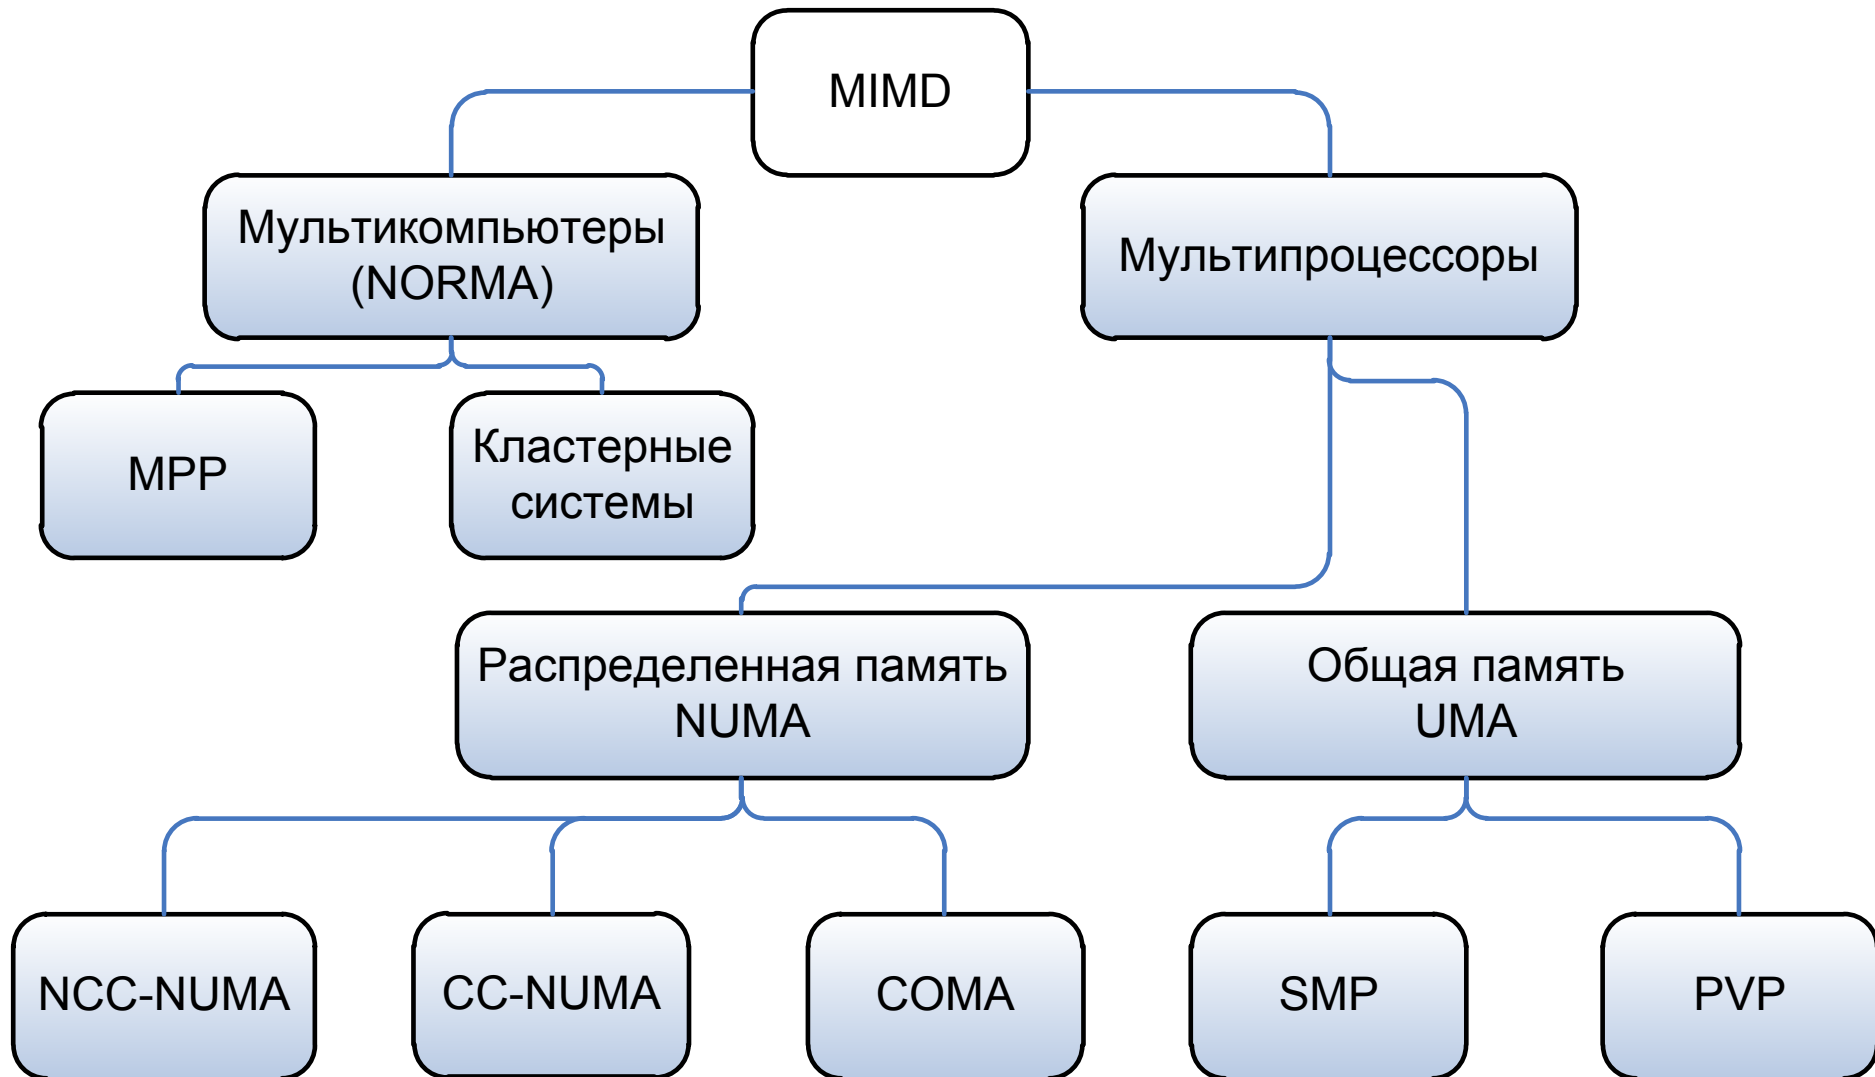 MIMD
Мультикомпьютеры
(NORMA)
Мультипроцессоры
MPP
Кластерные
системы
Распределенная память
NUMA
Общая память
UMA
NCC-NUMA
CC-NUMA
COMA
SMP
PVP